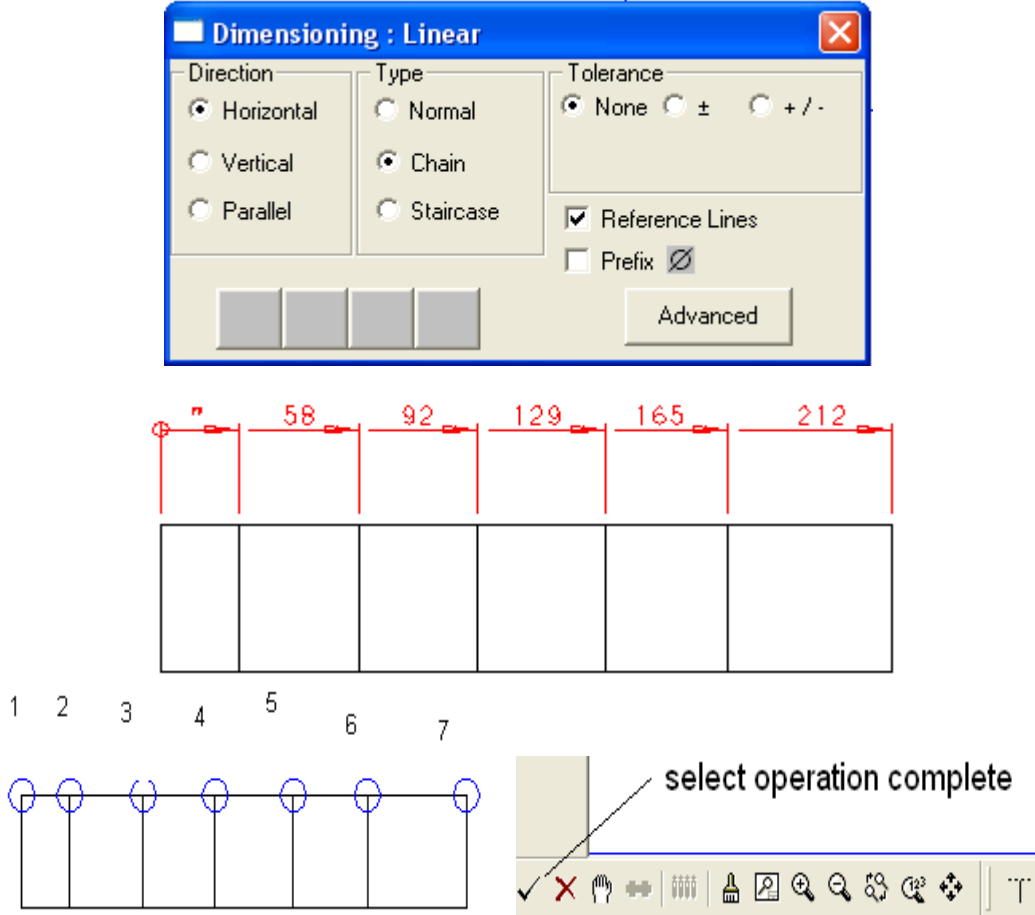 Dimensioning : Linear
Direction Type Tolerance
Horizontal Normal None ± + / -
Vertical Chain
Parallel Staircase Reference Lines
Prefix Ø
Advanced
58 92 129 165 212
1 2 3 4 5 6 7
select operation complete